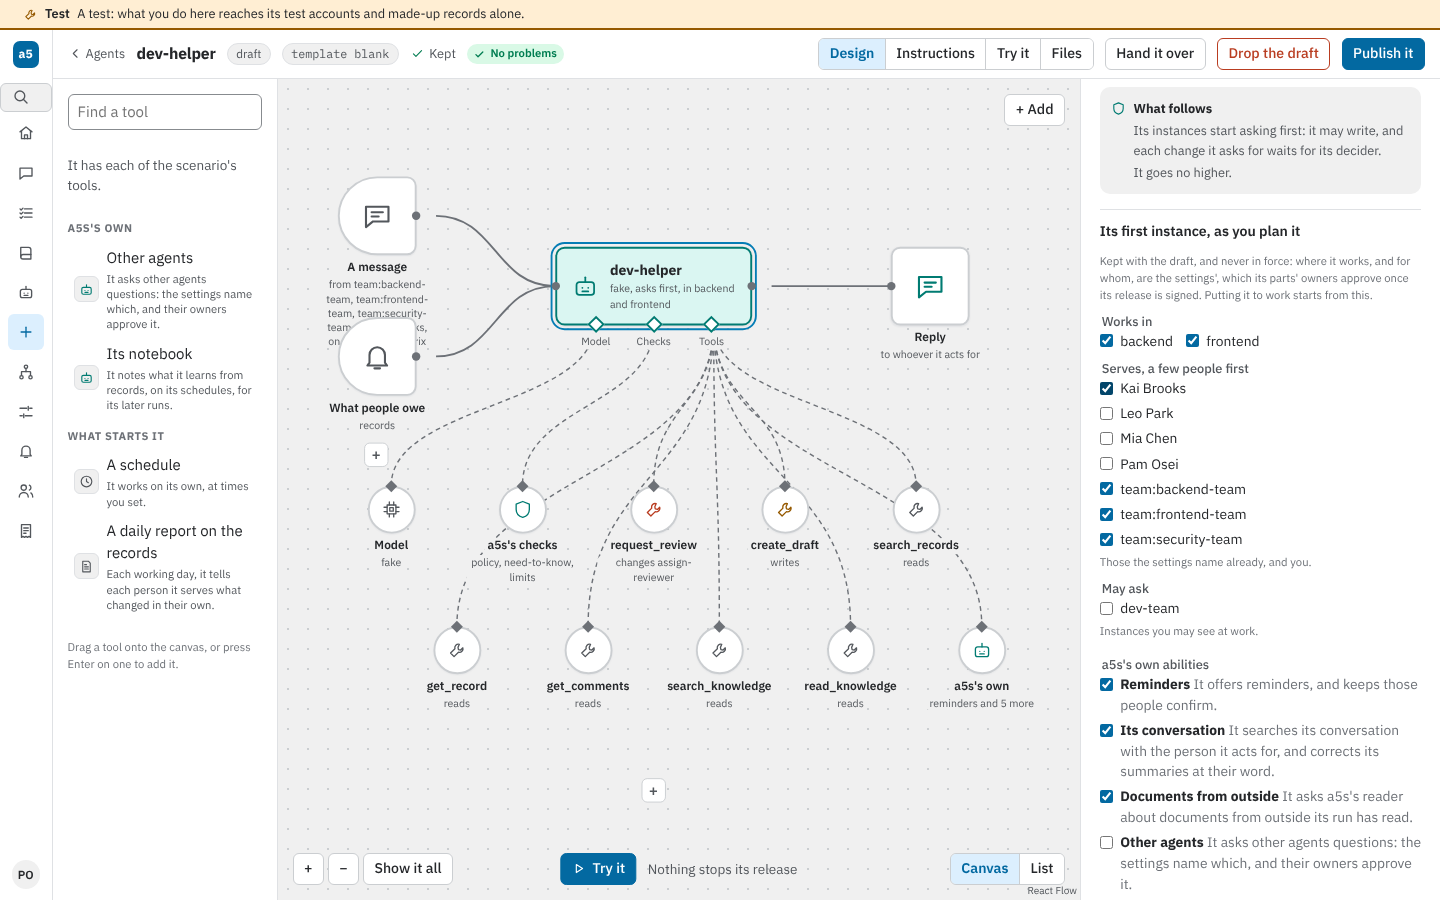 Test A test: what you do here reaches its test accounts and made-up records alone.
a5
Agents
dev-helper
draft
template blank
Kept
No problems
Design
Instructions
Try it
Files
Hand it over
Drop the draft
Publish it
Find a tool
It has each of the scenario's
tools.
A5S'S OWN
Other agents
It asks other agents
questions: the settings name
which, and their owners
approve it.
Its notebook
It notes what it learns from
records, on its schedules, for
its later runs.
WHAT STARTS IT
A schedule
It works on its own, at times
you set.
A daily report on the
records
Each working day, it tells
each person it serves what
changed in their own.
Drag a tool onto the canvas, or press
Enter on one to add it.
PO
+ Add
A message
from team:backend-
team, team:frontend-
team, team:security-
What people owe
records
+
dev-helper
fake, asks first, in backend
and frontend
Model
Checks
Tools
Reply
to whoever it acts for
Model
fake
a5s's checks
policy, need-to-know,
limits
request_review
changes assign-
reviewer
create_draft
writes
search_records
reads
get_record
reads
get_comments
reads
search_knowledge
reads
read_knowledge
reads
a5s's own
reminders and 5 more
+
+
−
Show it all
Try it
Nothing stops its release
Canvas
List
React Flow
What follows
Its instances start asking first: it may write, and
each change it asks for waits for its decider.
It goes no higher.
Its first instance, as you plan it
Kept with the draft, and never in force: where it works, and for
whom, are the settings', which its parts' owners approve once
its release is signed. Putting it to work starts from this.
Works in
backend
frontend
Serves, a few people first
Kai Brooks
Leo Park
Mia Chen
Pam Osei
team:backend-team
team:frontend-team
team:security-team
Those the settings name already, and you.
May ask
dev-team
Instances you may see at work.
a5s's own abilities
Reminders It offers reminders, and keeps those
people confirm.
Its conversation It searches its conversation
with the person it acts for, and corrects its
summaries at their word.
Documents from outside It asks a5s's reader
about documents from outside its run has read.
Other agents It asks other agents questions: the
settings name which, and their owners approve
it.